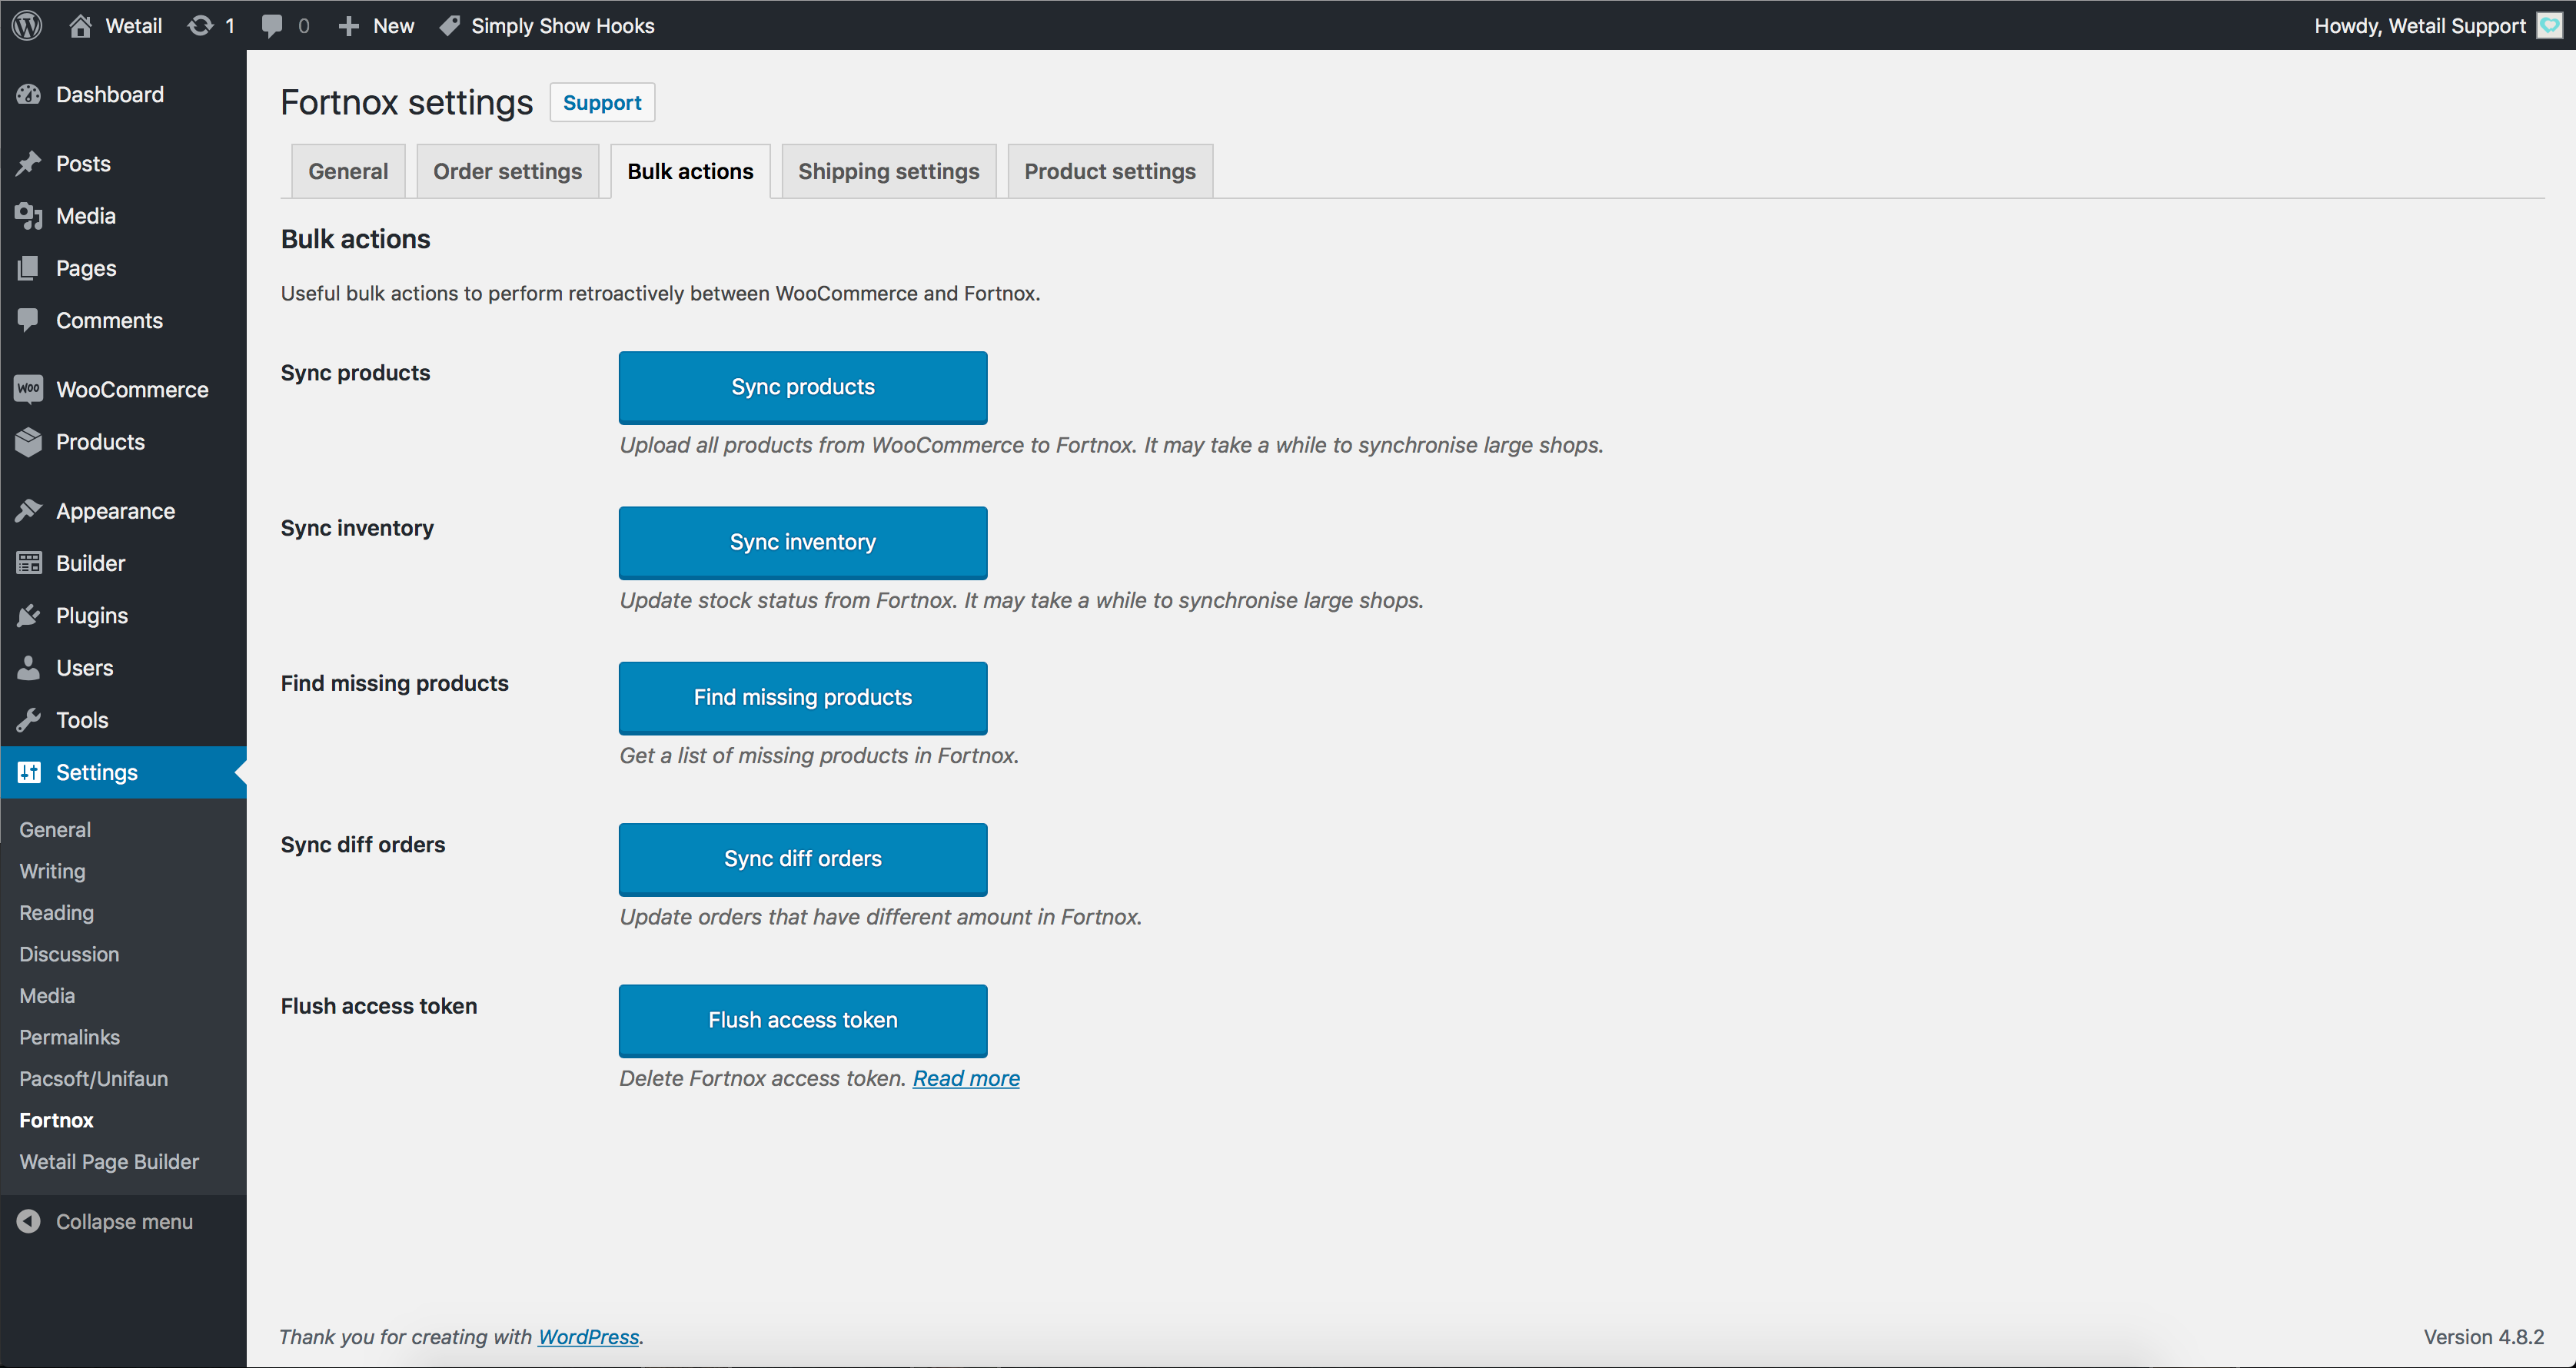 Wetail 1 0 New Simply Show Hooks Howdy, Wetail Support
Dashboard
Posts
Media
Pages
Comments
woo WooCommerce
Products
Appearance
Builder
Plugins
Users
Tools
Settings
General
Writing
Reading
Discussion
Media
Permalinks
Pacsoft/Unifaun
Fortnox
Wetail Page Builder
Collapse menu
Fortnox settings Support
General Order settings Bulk actions Shipping settings Product settings
Bulk actions
Useful bulk actions to perform retroactively between WooCommerce and Fortnox.
Sync products Sync products
Upload all products from WooCommerce to Fortnox. It may take a while to synchronise large shops.
Sync inventory Sync inventory
Update stock status from Fortnox. It may take a while to synchronise large shops.
Find missing products Find missing products
Get a list of missing products in Fortnox.
Sync diff orders Sync diff orders
Update orders that have different amount in Fortnox.
Flush access token Flush access token
Delete Fortnox access token. Read more
Thank you for creating with WordPress. Version 4.8.2